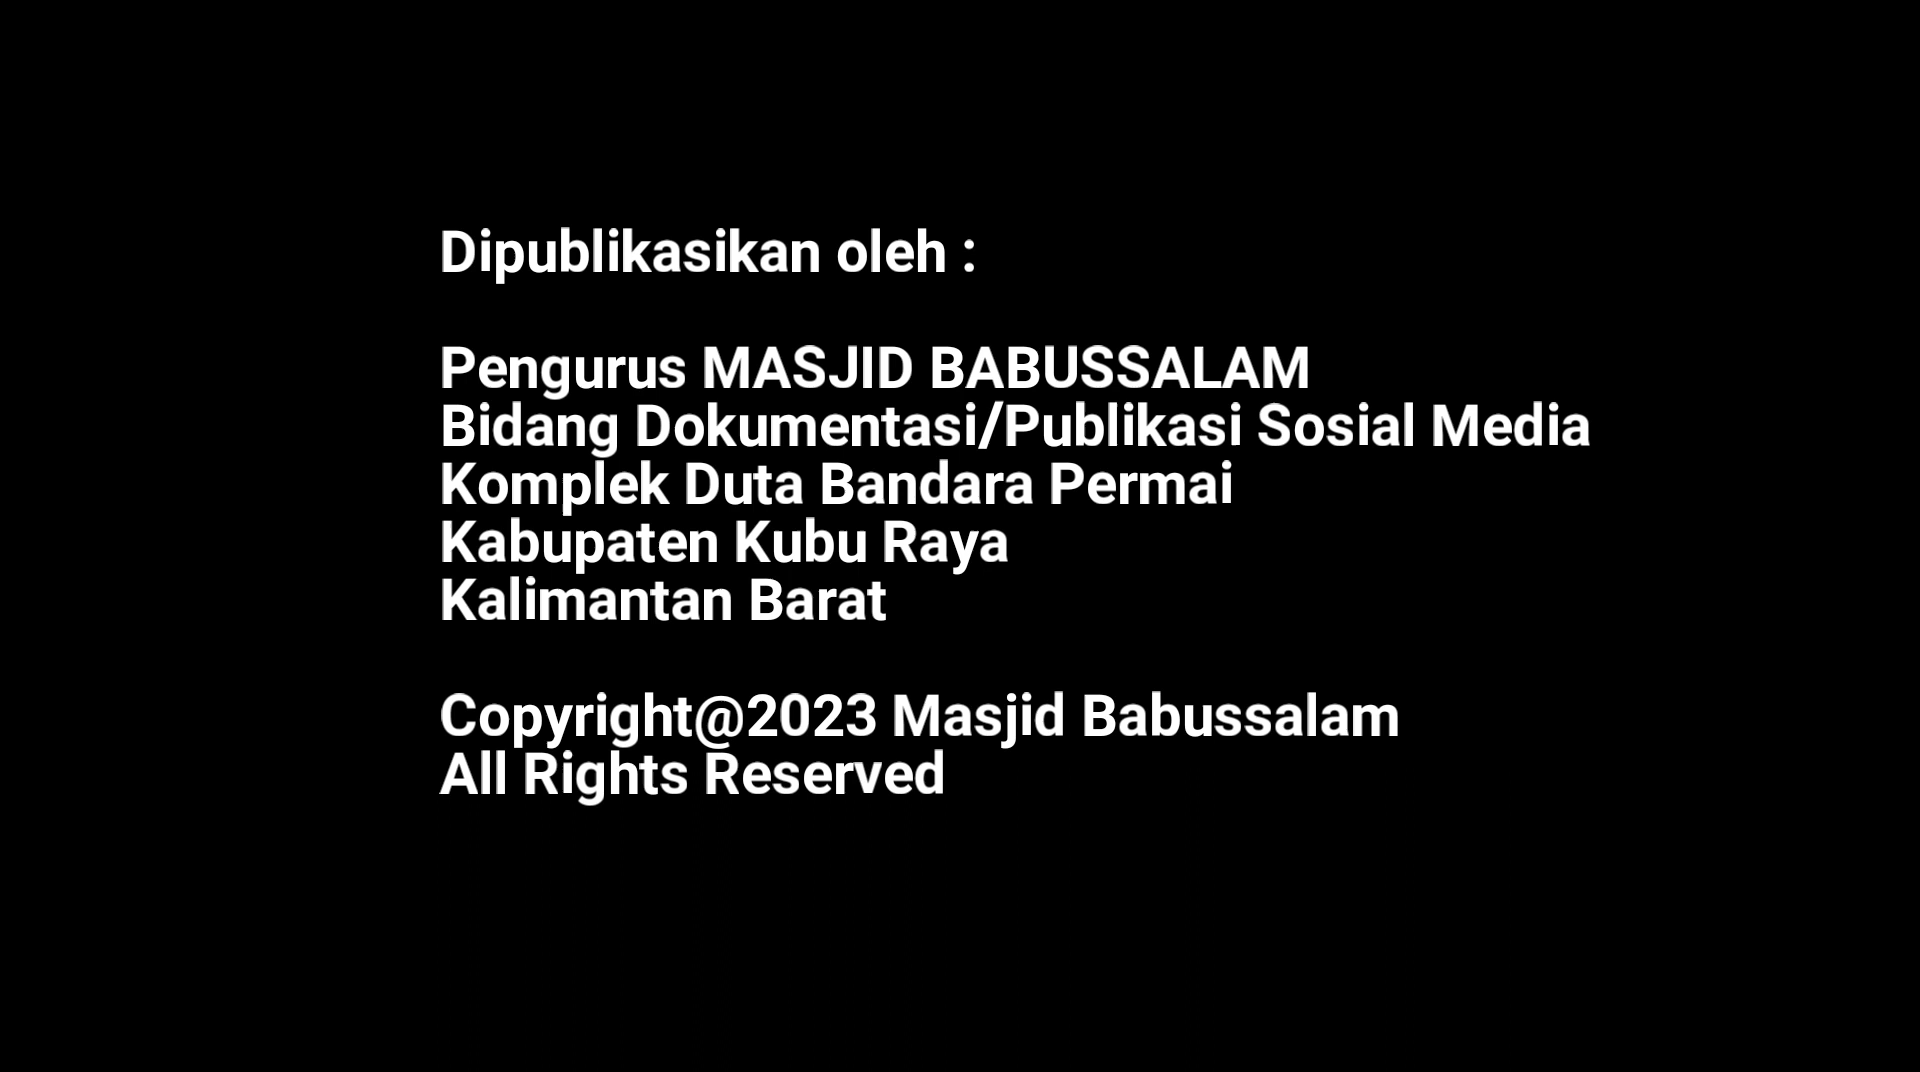 Dipublikasikan oleh :
Pengurus MASJID BABUSSALAM
Bidang Dokumentasi/Publikasi Sosial Media
Komplek Duta Bandara Permai
Kabupaten Kubu Raya
Kalimantan Barat
Copyright@2023 Masjid Babussalam
All Rights Reserved